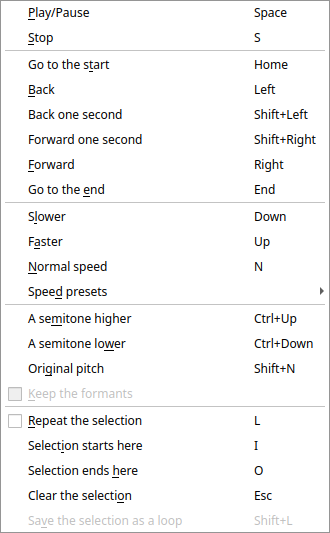 Play/Pause Space
Stop S
Go to the start Home
Back Left
Back one second Shift+Left
Forward one second Shift+Right
Forward Right
Go to the end End
Slower Down
Faster Up
Normal speed N
Speed presets
A semitone higher Ctrl+Up
A semitone lower Ctrl+Down
Original pitch Shift+N
Keep the formants
Repeat the selection L
Selection starts here I
Selection ends here O
Clear the selection Esc
Save the selection as a loop Shift+L